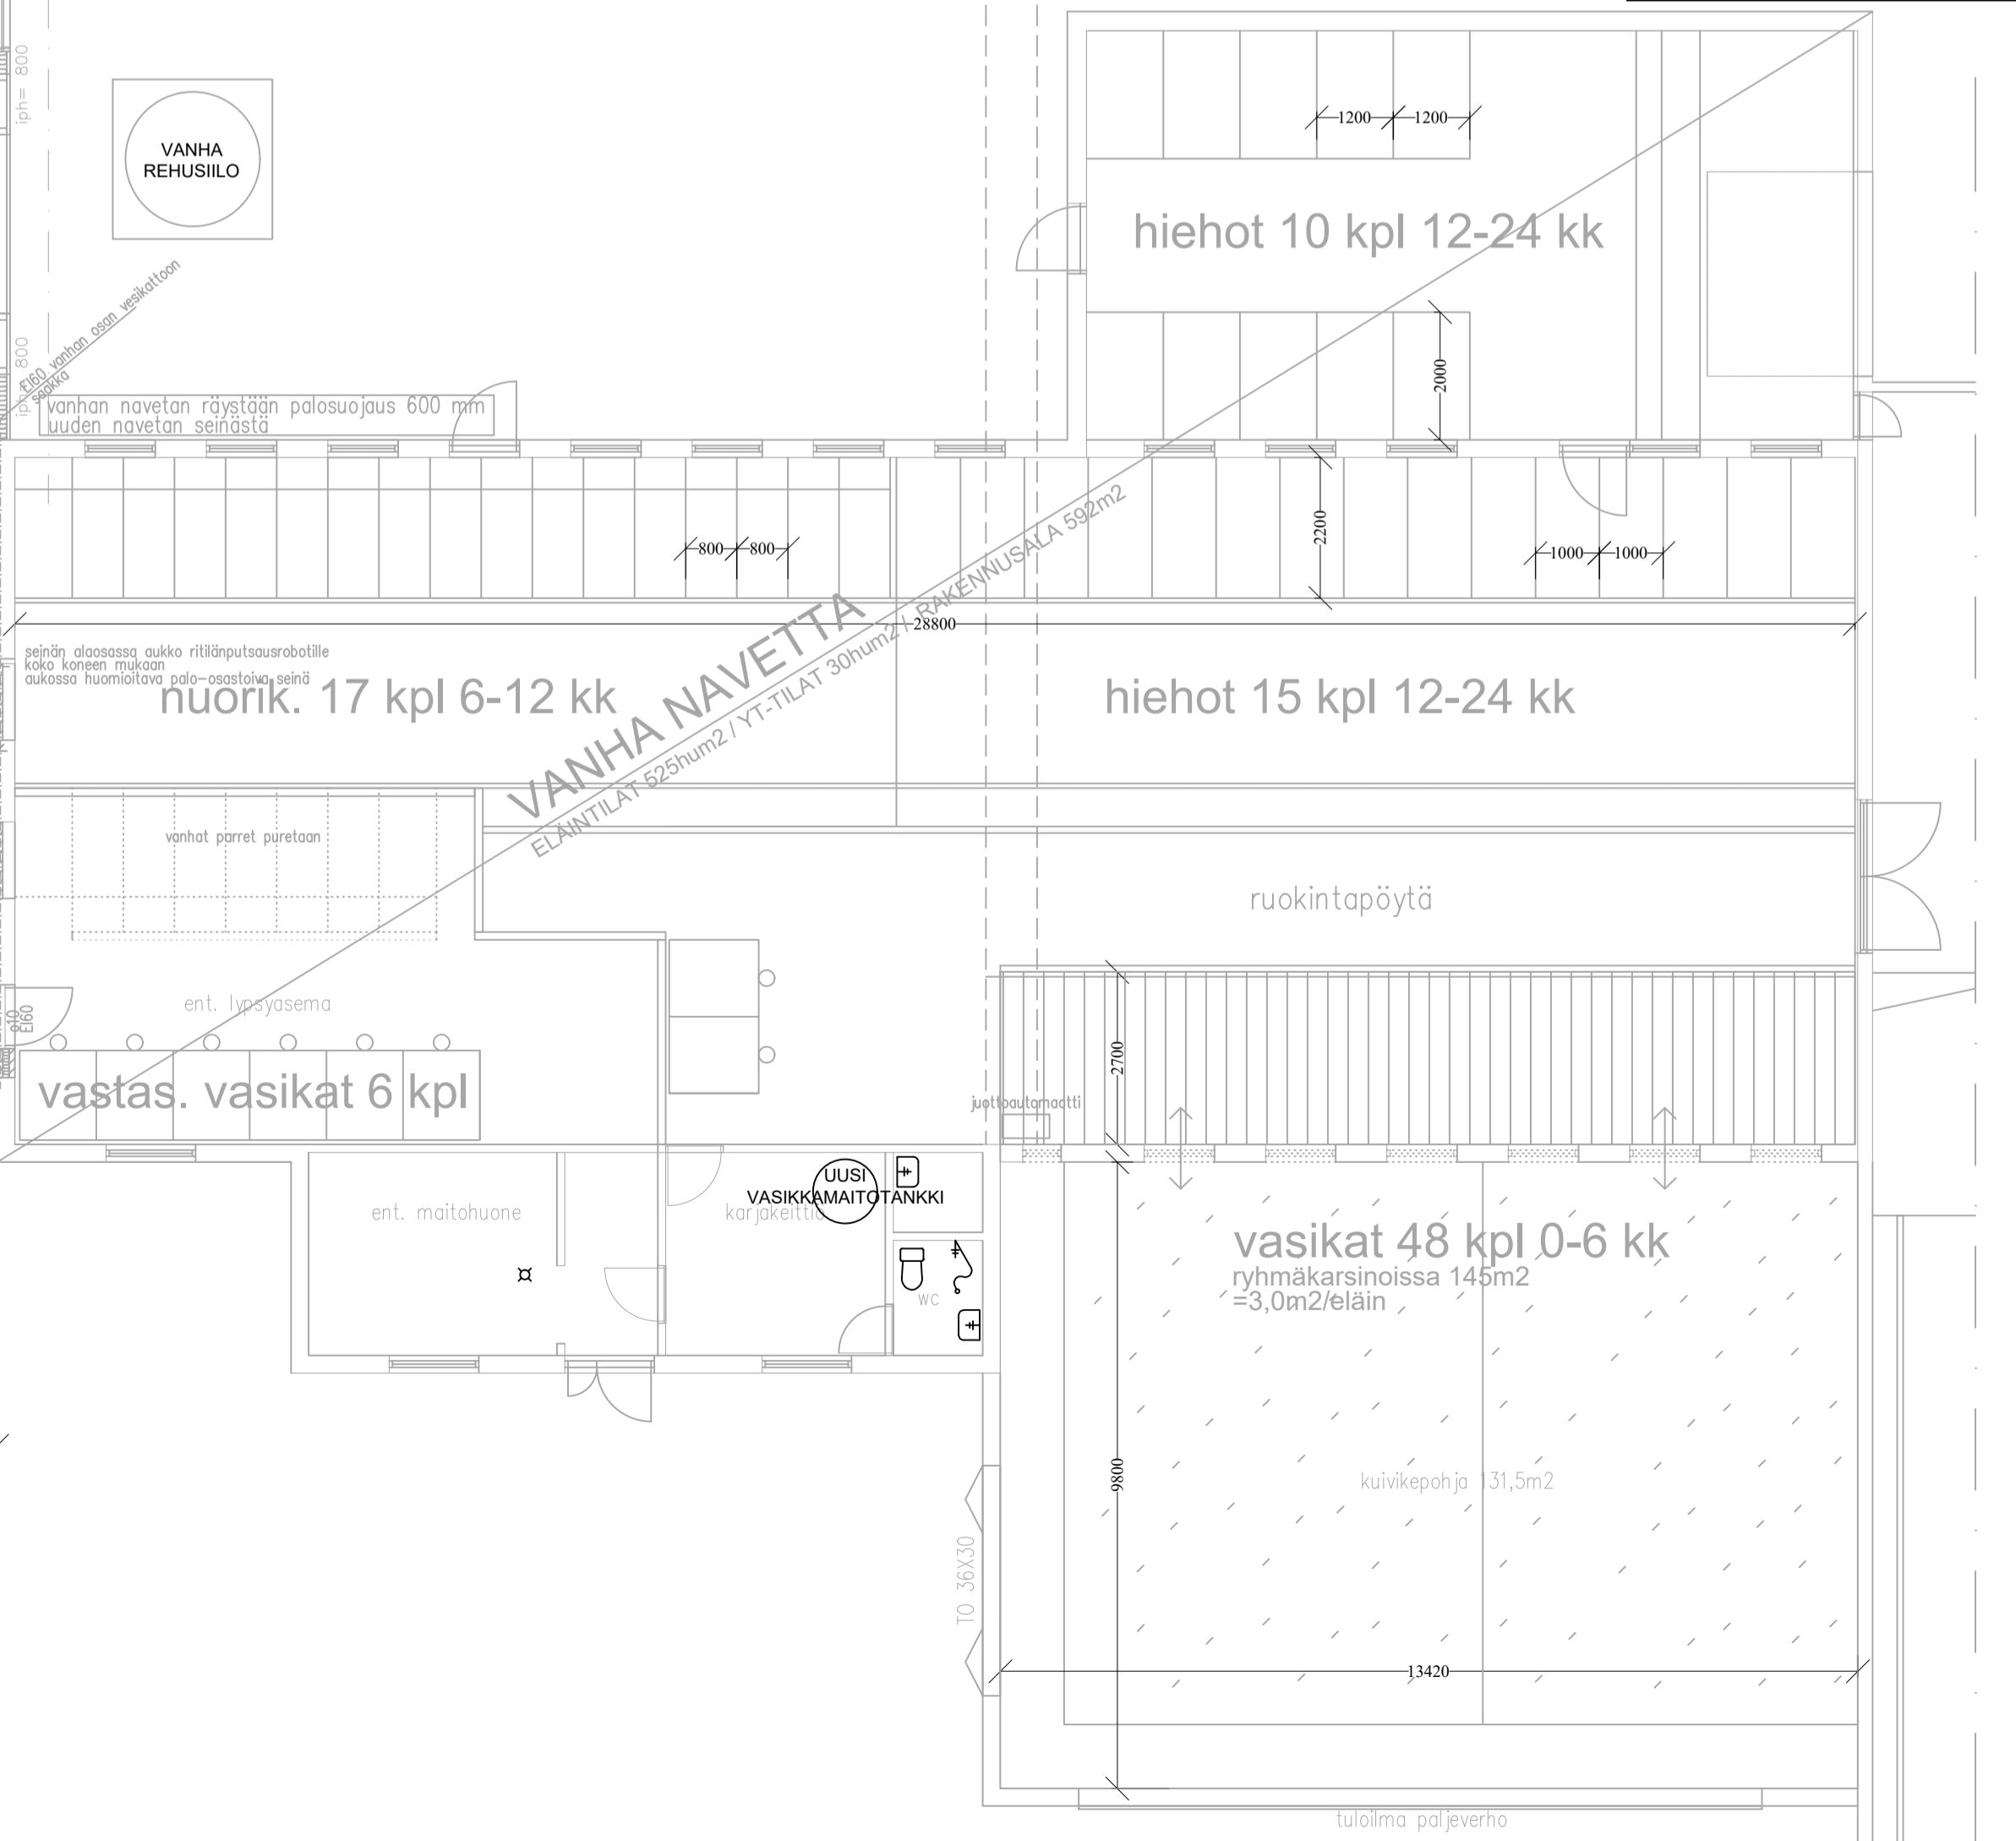 iph= 800
VANHA
REHUSIILO
1200
1200
hiehot 10 kpl 12-24 kk
EI60 vanhan osan vesikattoon
saakka
2000
vanhan navetan räystään palosuojaus 600 mm
uuden navetan seinästä
2200
800
800
1000
1000
28800
seinän alaosassa aukko ritilänputsausrobotille
koko koneen mukaan
aukossa huomioitava palo-osastoiva seinä
nuorik. 17 kpl 6-12 kk
VANHA NAVETTA
ELÄINTILAT 525hum2 / YT-TILAT 30hum2 / RAKENNUSALA 592m2
hiehot 15 kpl 12-24 kk
vanhat parret puretaan
ruokintapöytä
ent. lypsyasema
EI60
vastas. vasikat 6 kpl
2700
juottoautomaatti
UUSI
VASIKKAMAITOTANKKI
ent. maitohuone
karjakeittiö
WC
vasikat 48 kpl 0-6 kk
ryhmäkarsinoissa 145m2
=3,0m2/eläin
9800
kuivikepohja 131,5m2
TO 36X30
13420
tuloilma paljeverho